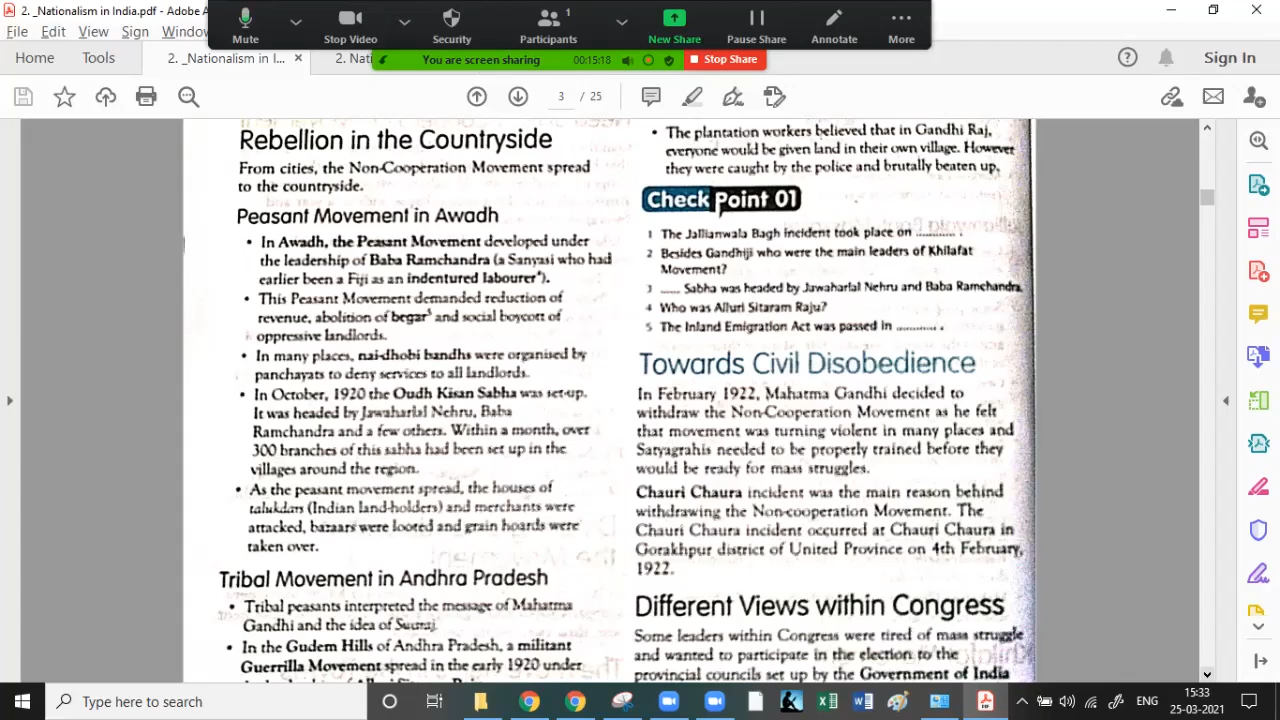 2. _Nationalism in India.pdf - Adobe A
File Edit View Sign Window
1
Mute Stop Video Security Participants New Share Pause Share Annotate More
Home Tools 2. _Nationalism in I... × 2. Nati
You are screen sharing 00:15:18 Stop Share
Sign In
3 / 25
Rebellion in the Countryside
From cities, the Non-Cooperation Movement spread
to the countryside.
Peasant Movement in Awadh
• In Awadh, the Peasant Movement developed under
the leadership of Baba Ramchandra (a Sanyasi who had
earlier been a Fiji as an indentured labourer⁴).
• This Peasant Movement demanded reduction of
revenue, abolition of begar⁵ and social boycott of
oppressive landlords.
• In many places, nai-dhobi bandhs were organised by
panchayats to deny services to all landlords.
• In October, 1920 the Oudh Kisan Sabha was set-up.
It was headed by Jawaharlal Nehru, Baba
Ramchandra and a few others. Within a month, over
300 branches of this sabha had been set up in the
villages around the region.
• As the peasant movement spread, the houses of
talukdars (Indian land-holders) and merchants were
attacked, bazaars were looted and grain hoards were
taken over.
Tribal Movement in Andhra Pradesh
• Tribal peasants interpreted the message of Mahatma
Gandhi and the idea of Swaraj.
• In the Gudem Hills of Andhra Pradesh, a militant
Guerrilla Movement spread in the early 1920 under
• The plantation workers believed that in Gandhi Raj,
everyone would be given land in their own village. However
they were caught by the police and brutally beaten up.
Check Point 01
1 The Jallianwala Bagh incident took place on .......... .
2 Besides Gandhiji who were the main leaders of Khilafat
Movement?
3 ..... Sabha was headed by Jawaharlal Nehru and Baba Ramchandra.
4 Who was Alluri Sitaram Raju?
5 The Inland Emigration Act was passed in .......... .
Towards Civil Disobedience
In February 1922, Mahatma Gandhi decided to
withdraw the Non-Cooperation Movement as he felt
that movement was turning violent in many places and
Satyagrahis needed to be properly trained before they
would be ready for mass struggles.
Chauri Chaura incident was the main reason behind
withdrawing the Non-cooperation Movement. The
Chauri Chaura incident occurred at Chauri Chaura in
Gorakhpur district of United Province on 4th February,
1922.
Different Views within Congress
Some leaders within Congress were tired of mass struggle
and wanted to participate in the election to the
provincial councils set up by the Government of India
Type here to search
ENG
15:33
25-03-2021